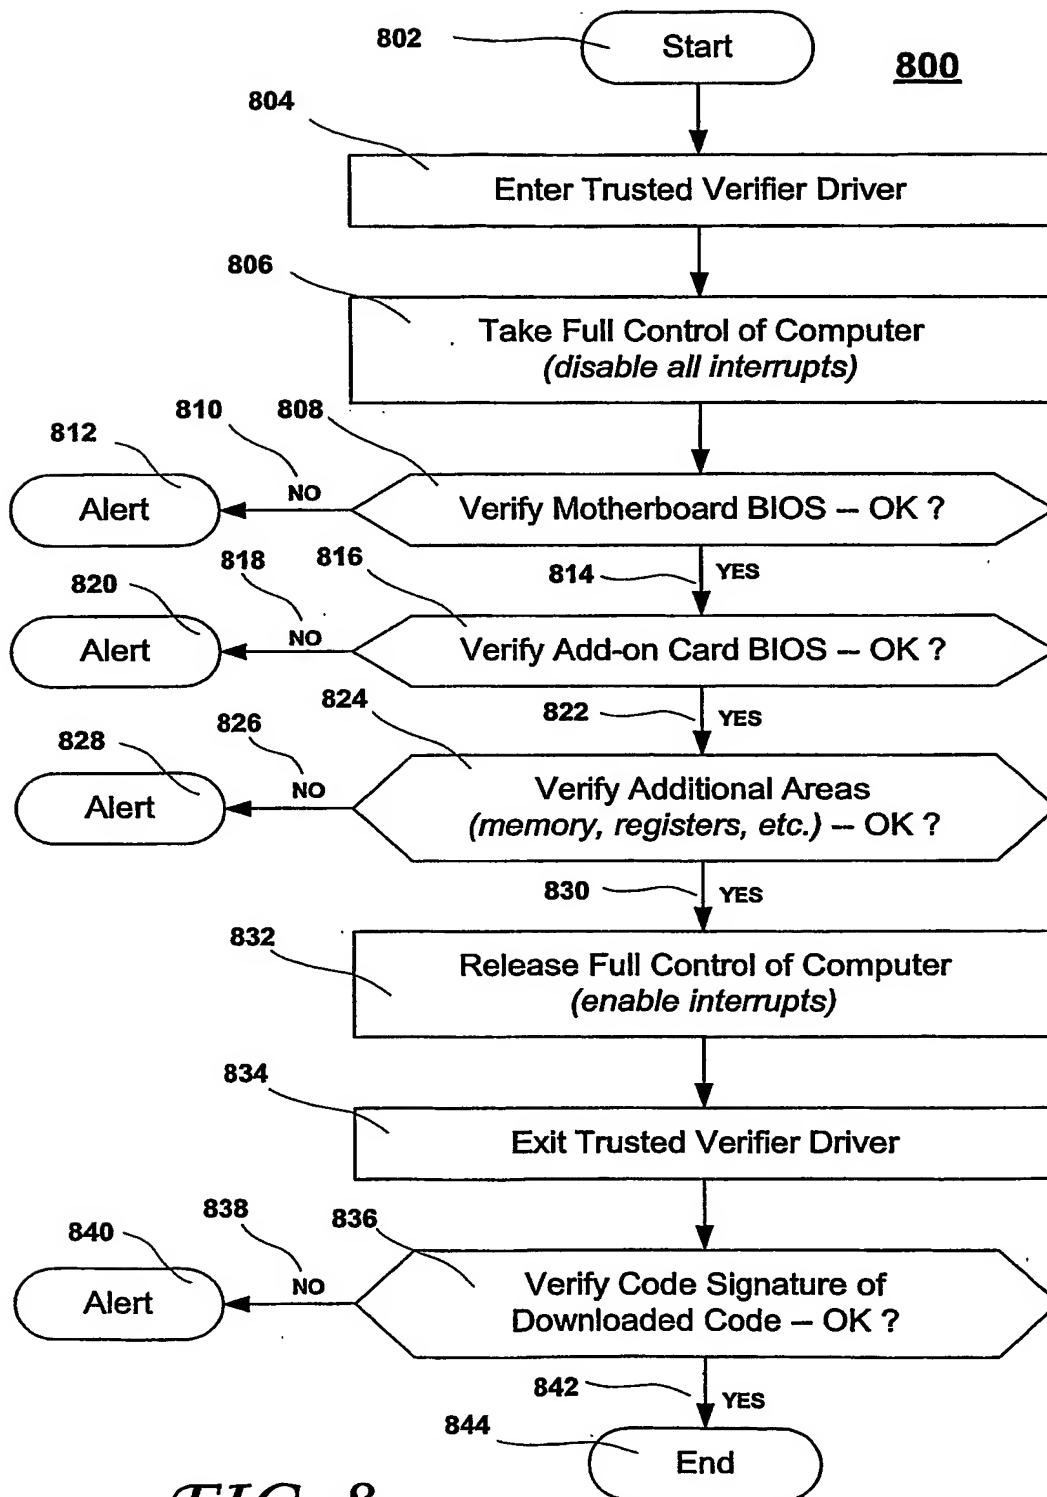 802
Start
800
804
Enter Trusted Verifier Driver
806
Take Full Control of Computer
(disable all interrupts)
810
808
812
Alert
NO
Verify Motherboard BIOS – OK ?
814
YES
818
816
820
Alert
NO
Verify Add-on Card BIOS – OK ?
822
YES
824
826
828
Alert
NO
Verify Additional Areas
(memory, registers, etc.) – OK ?
830
YES
832
Release Full Control of Computer
(enable interrupts)
834
Exit Trusted Verifier Driver
838
836
840
Alert
NO
Verify Code Signature of
Downloaded Code – OK ?
842
YES
844
End
FIG. 8